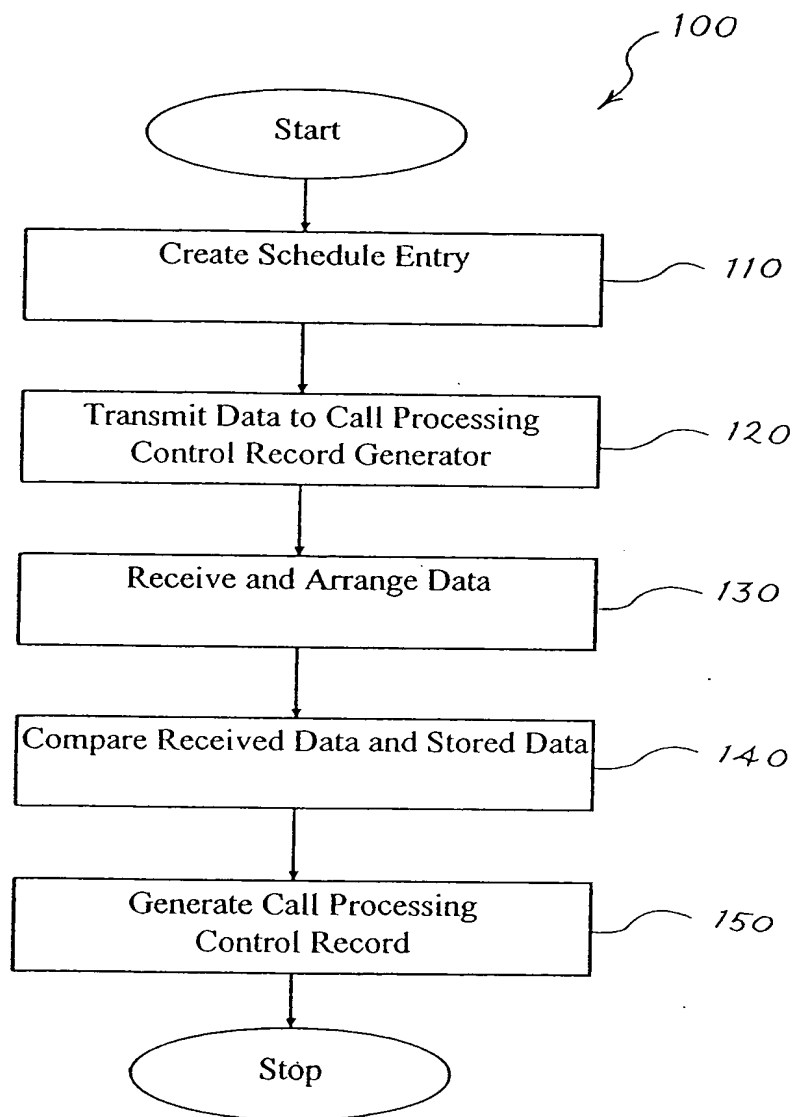 100
Start
Create Schedule Entry
110
Transmit Data to Call Processing
Control Record Generator
120
Receive and Arrange Data
130
Compare Received Data and Stored Data
140
Generate Call Processing
Control Record
150
Stop